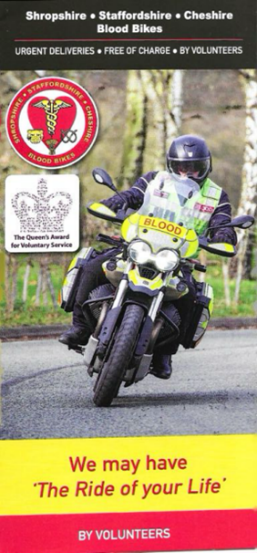 Shropshire • Staffordshire • Cheshire
Blood Bikes
URGENT DELIVERIES • FREE OF CHARGE • BY VOLUNTEERS
SHROPSHIRE • STAFFORDSHIRE • CHESHIRE
BLOOD BIKES
The Queen's Award
for Voluntary Service
BLOOD
We may have
'The Ride of your Life'
BY VOLUNTEERS